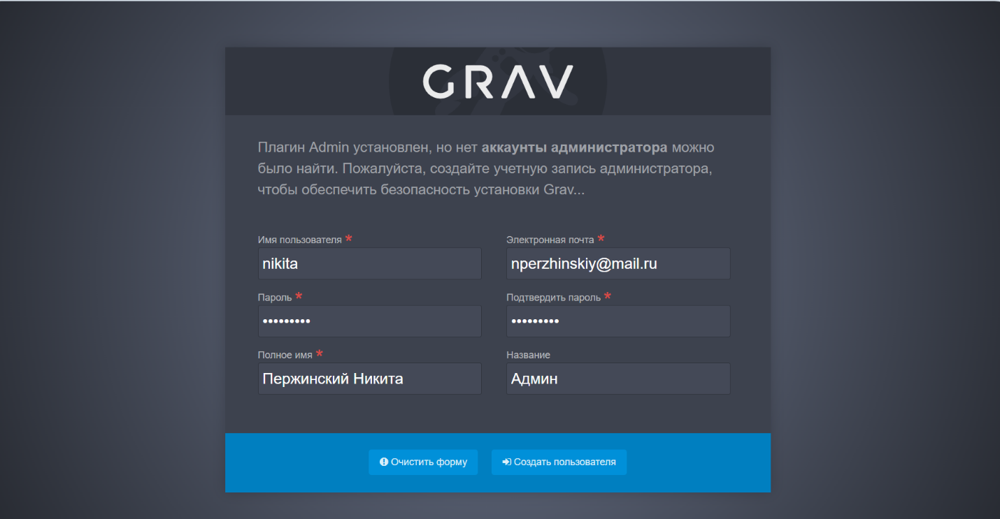 GRAV
Плагин Admin установлен, но нет аккаунты администратора можно
было найти. Пожалуйста, создайте учетную запись администратора,
чтобы обеспечить безопасность установки Grav...
Имя пользователя * Электронная почта *
nikita nperzhinskiy@mail.ru
Пароль * Подтвердить пароль *
••••••••• •••••••••
Полное имя * Название
Пержинский Никита Админ
Очистить форму Создать пользователя